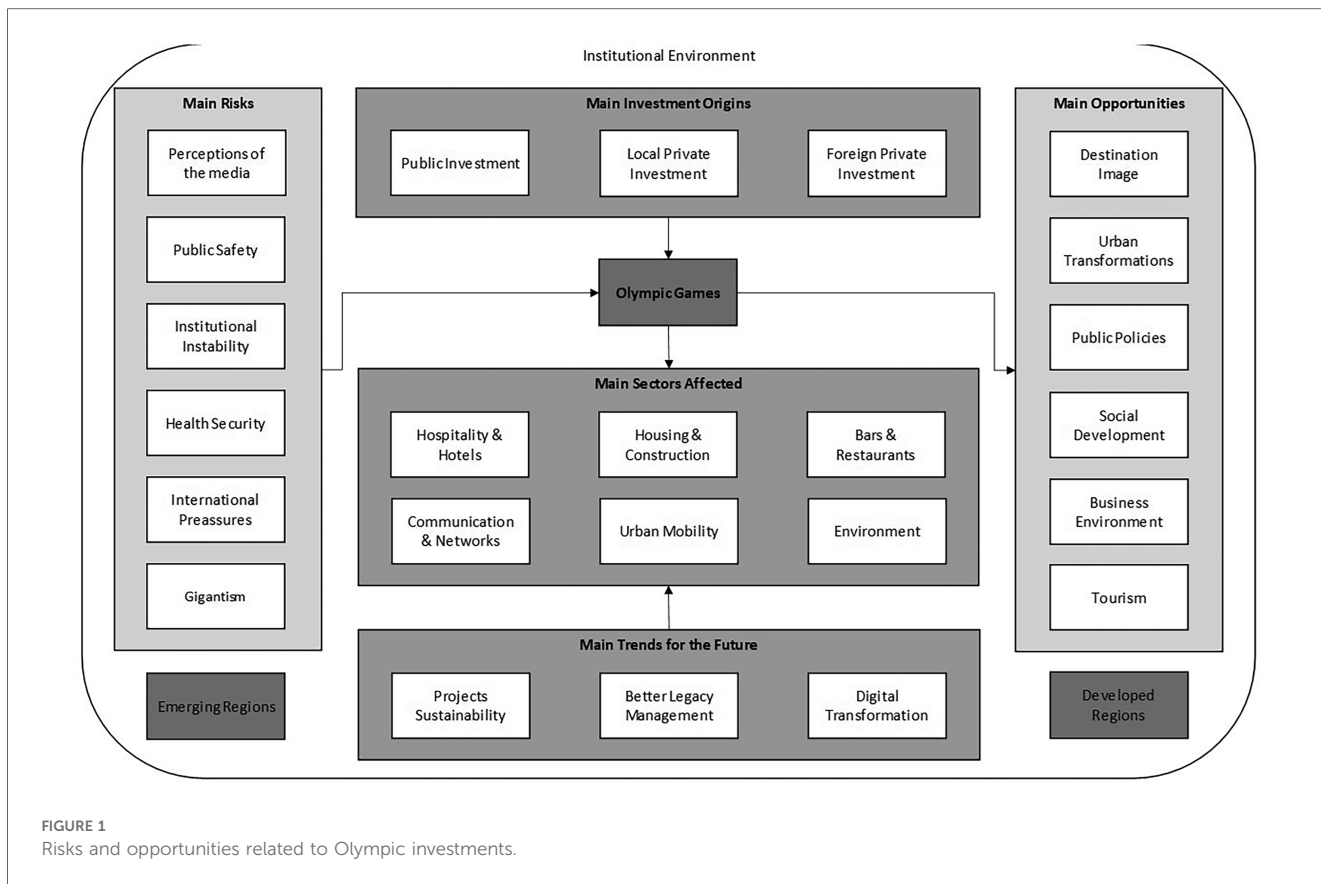 Institutional Environment
Main Risks
Perceptions of
the media
Public Safety
Institutional
Instability
Health Security
International
Preassures
Gigantism
Emerging Regions
Main Investment Origins
Public Investment
Local Private
Investment
Foreign Private
Investment
Olympic Games
Main Sectors Affected
Hospitality &
Hotels
Housing &
Construction
Bars &
Restaurants
Communication
& Networks
Urban Mobility
Environment
Main Trends for the Future
Projects
Sustainability
Better Legacy
Management
Digital
Transformation
Main Opportunities
Destination
Image
Urban
Transformations
Public Policies
Social
Development
Business
Environment
Tourism
Developed
Regions
FIGURE 1
Risks and opportunities related to Olympic investments.